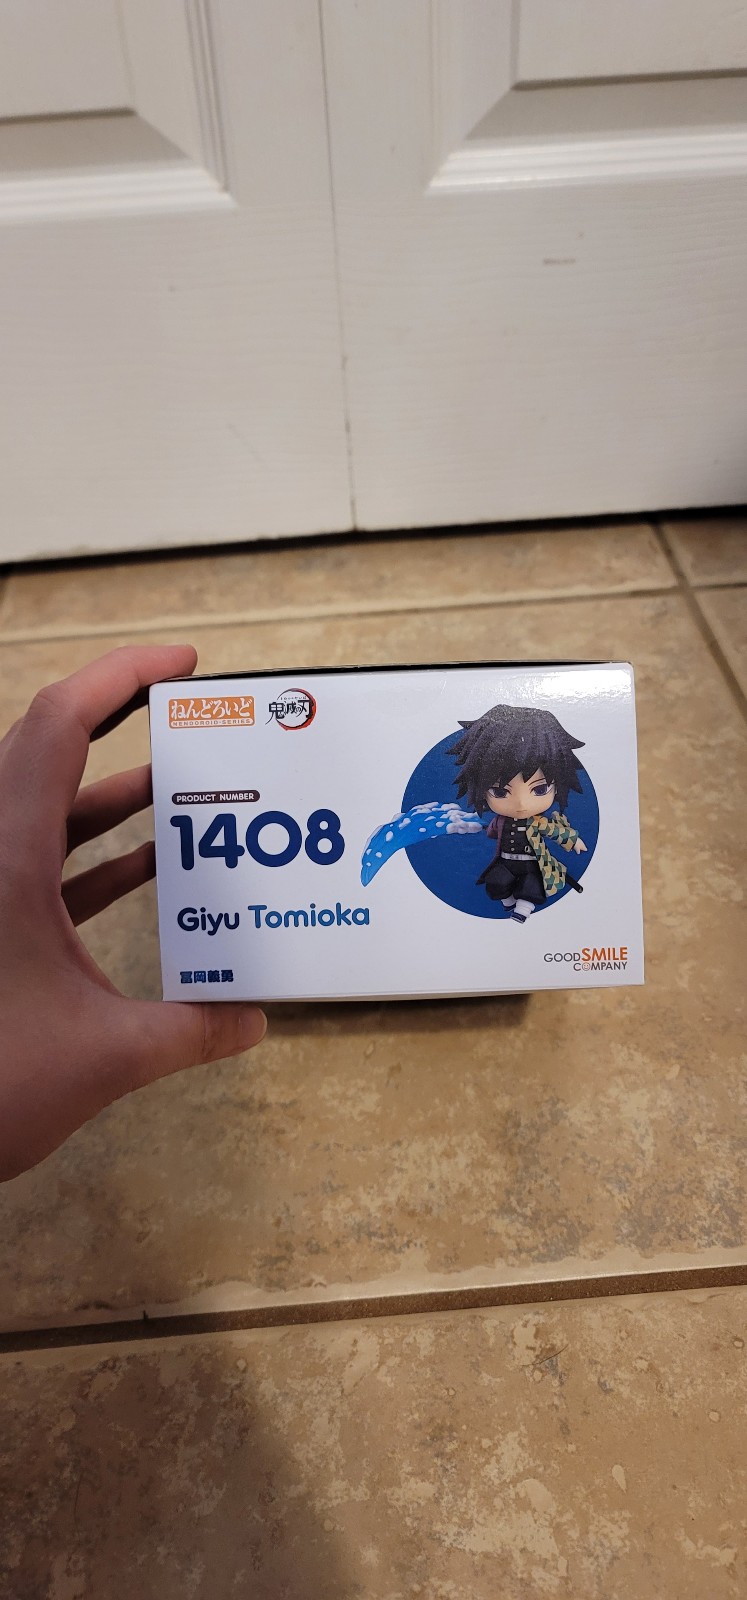 ねんどろいど
NENDOROID·SERIES
鬼滅の刃
PRODUCT NUMBER
1408
Giyu Tomioka
冨岡義勇
GOOD SMILE
COMPANY